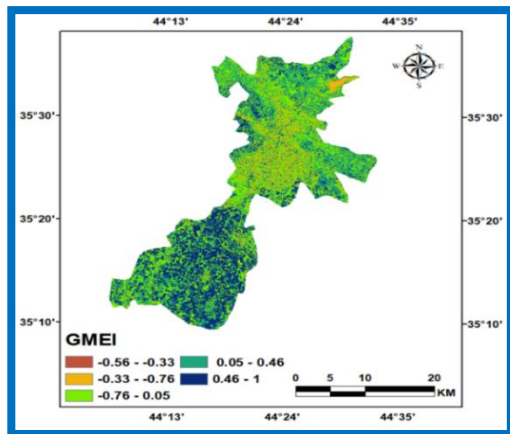 44°13' 44°24' 44°35'
N
W E
S
35°30' 35°30'
35°20' 35°20'
35°10' 35°10'
GMEI
-0.56 - -0.33 0.05 - 0.46
-0.33 - -0.76 0.46 - 1
-0.76 - 0.05
0 5 10 20
KM
44°13' 44°24' 44°35'